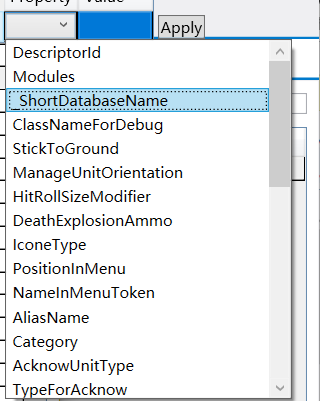 Property Value
Apply
DescriptorId
Modules
_ShortDatabaseName
ClassNameForDebug
StickToGround
ManageUnitOrientation
HitRollSizeModifier
DeathExplosionAmmo
IconeType
PositionInMenu
NameInMenuToken
AliasName
Category
AcknowUnitType
TypeForAcknow